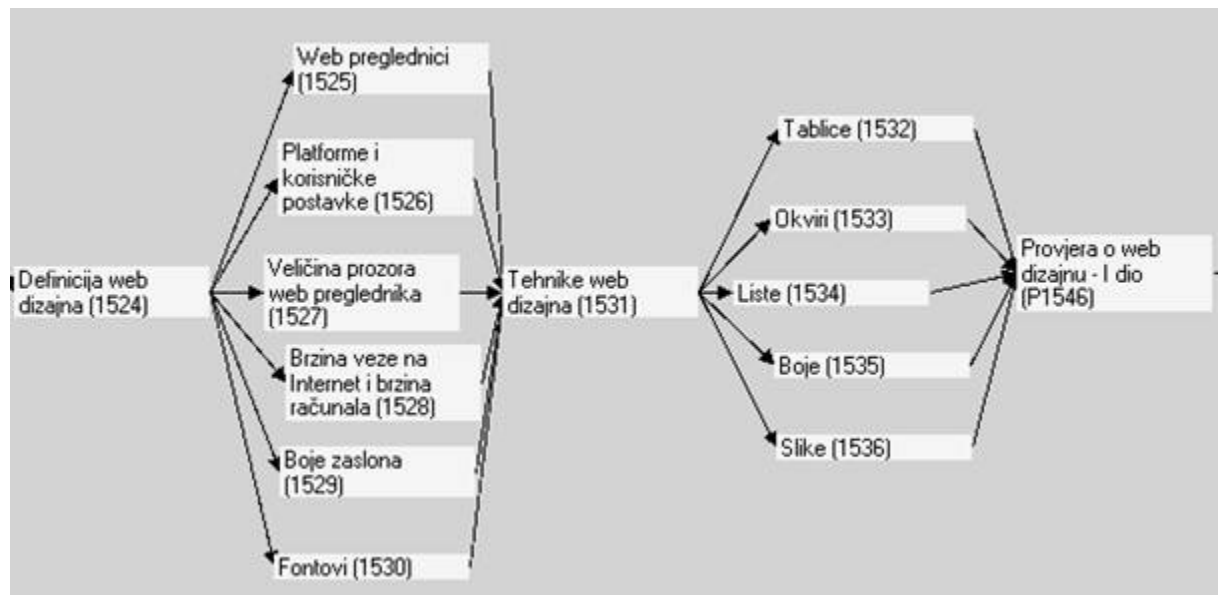 Definicija web
dizajna (1524)
Web preglednici
(1525)
Platforme i
korisničke
postavke (1526)
Veličina prozora
web preglednika
(1527)
Brzina veze na
Internet i brzina
računala (1528)
Boje zaslona
(1529)
Fontovi (1530)
Tehnike web
dizajna (1531)
Tablice (1532)
Okviri (1533)
Liste (1534)
Boje (1535)
Slike (1536)
Provjera o web
dizajnu - I dio
(P1546)